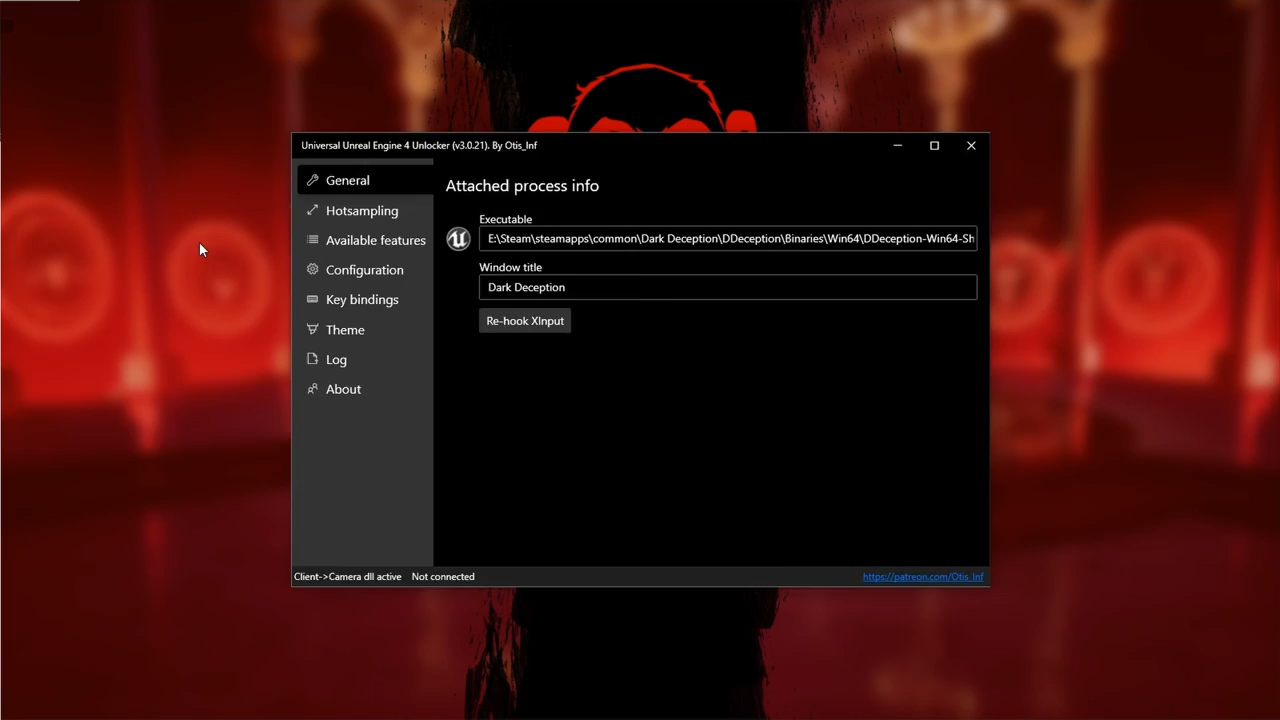 Universal Unreal Engine 4 Unlocker (v3.0.21). By Otis_Inf
General
Hotsampling
Available features
Configuration
Key bindings
Theme
Log
About
Attached process info
Executable
E:\Steam\steamapps\common\Dark Deception\DDeception\Binaries\Win64\DDeception-Win64-Sh
Window title
Dark Deception
Re-hook XInput
Client->Camera dll active Not connected
https://patreon.com/Otis_Inf